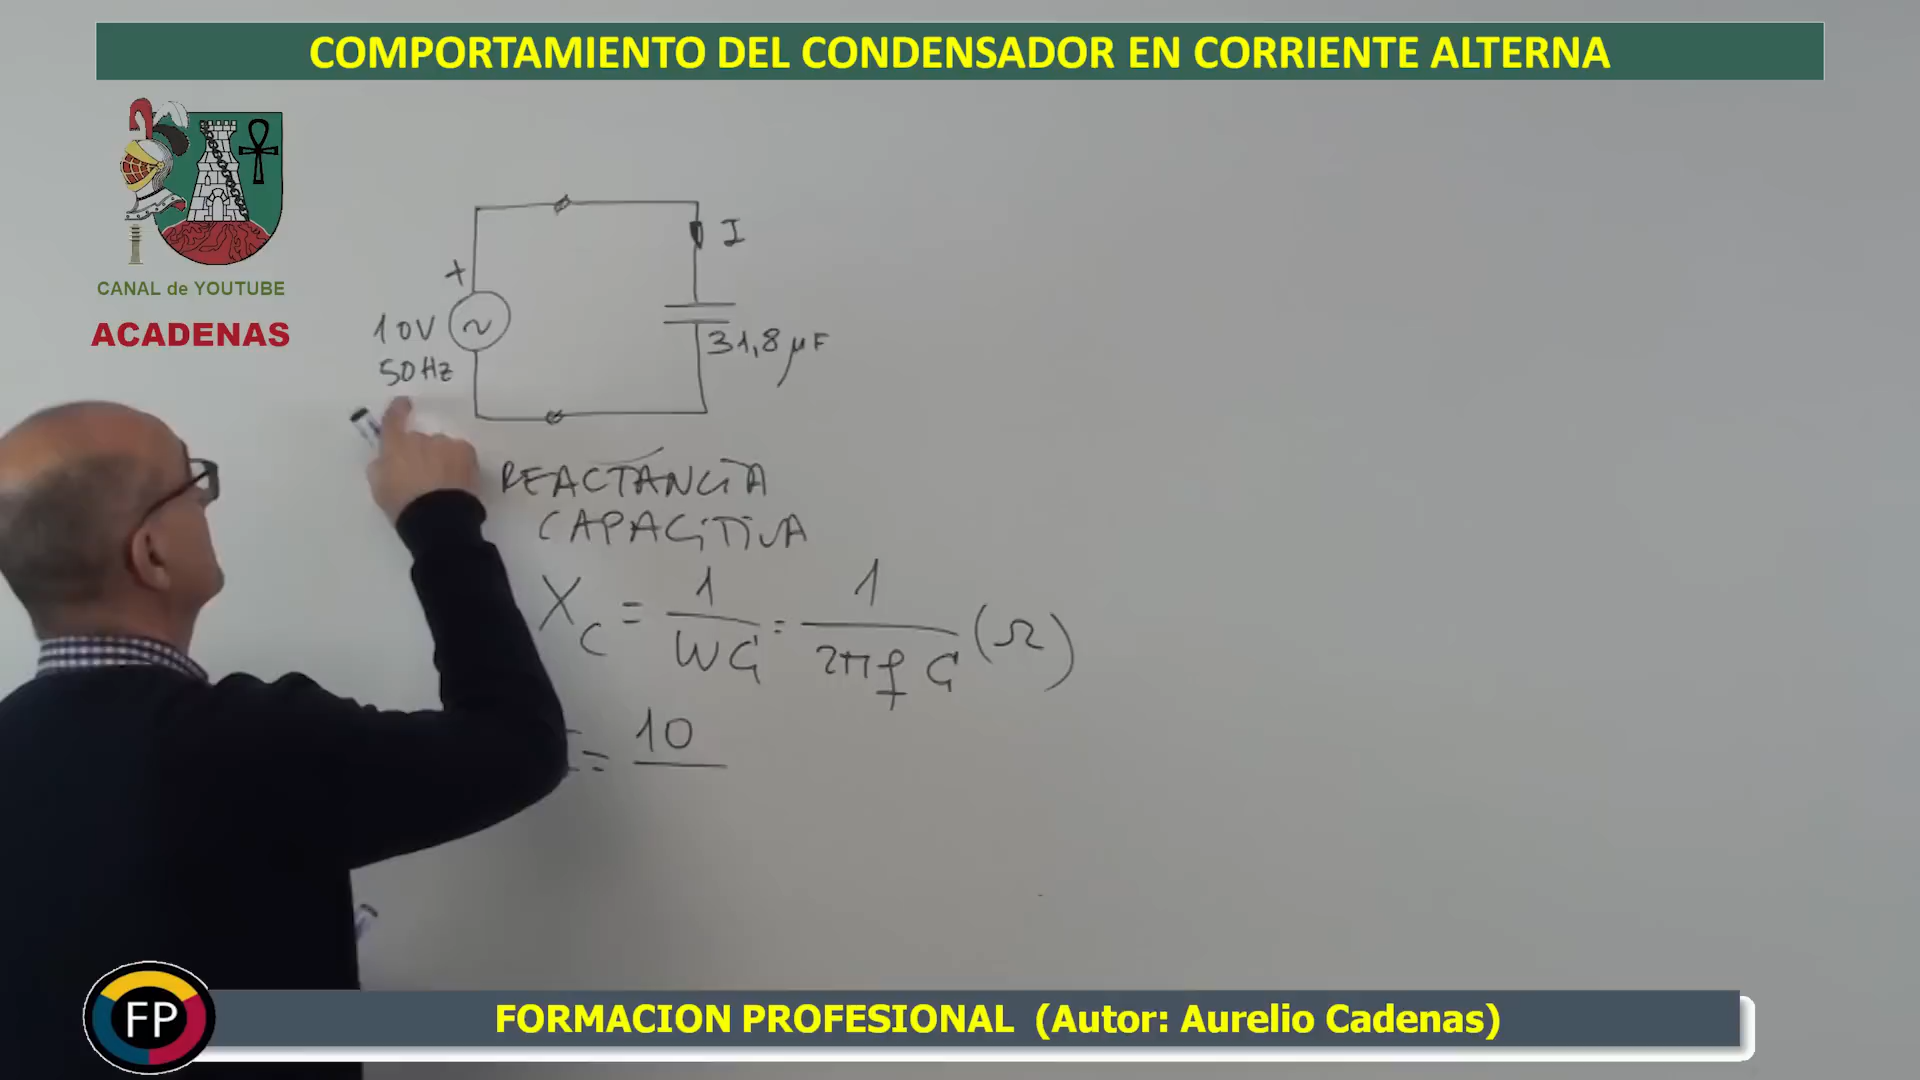 COMPORTAMIENTO DEL CONDENSADOR EN CORRIENTE ALTERNA
CANAL de YOUTUBE
ACADENAS
I
+
10V
50Hz
31,8 µF
REACTANCIA
CAPACITIVA
X_C = 1/WC = 1/2πfC (Ω)
= 10
FP
FORMACION PROFESIONAL (Autor: Aurelio Cadenas)